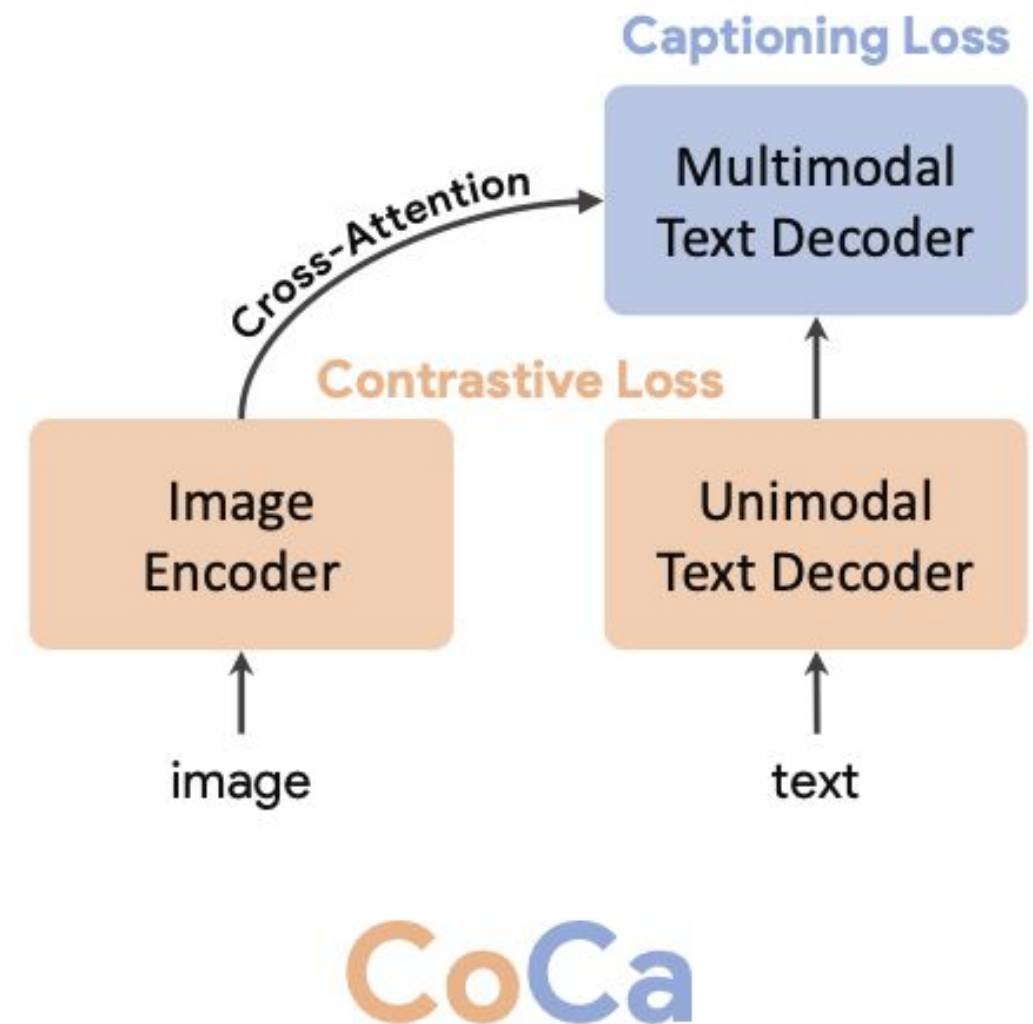 Captioning Loss
Multimodal
Text Decoder
Cross-Attention
Contrastive Loss
Image
Encoder
Unimodal
Text Decoder
image
text
CoCa